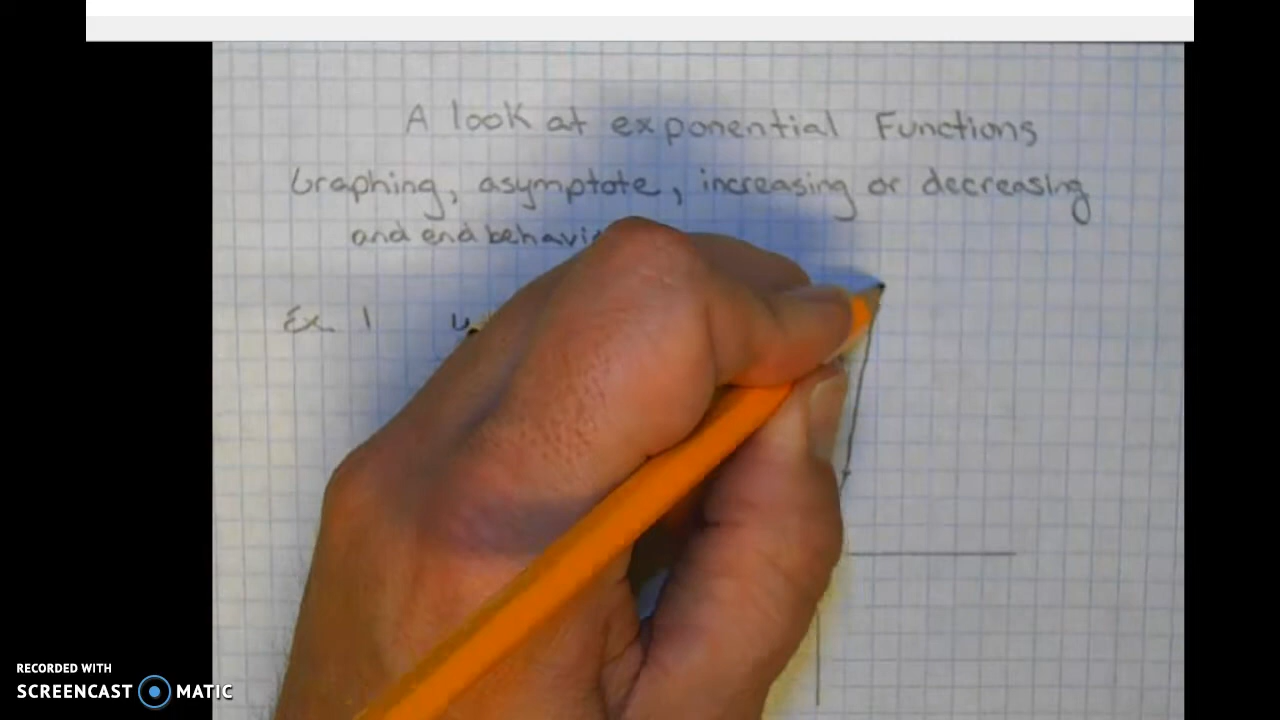 A look at exponential Functions
Graphing, asymptote, increasing or decreasing
and end behavi
Ex 1 y
RECORDED WITH
SCREENCAST MATIC